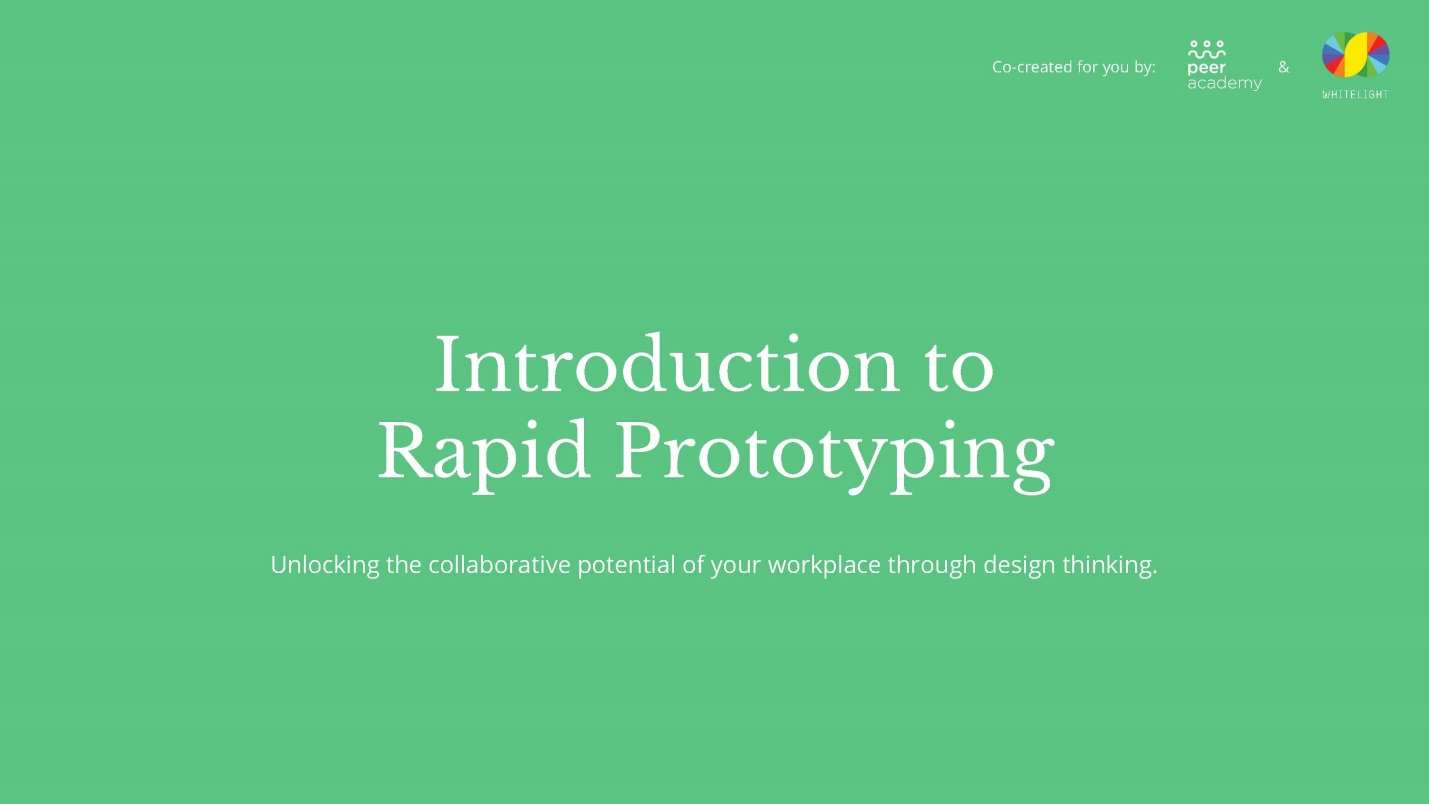 Co-created for you by:
peer
academy
&
WHITELIGHT
Introduction to
Rapid Prototyping
Unlocking the collaborative potential of your workplace through design thinking.